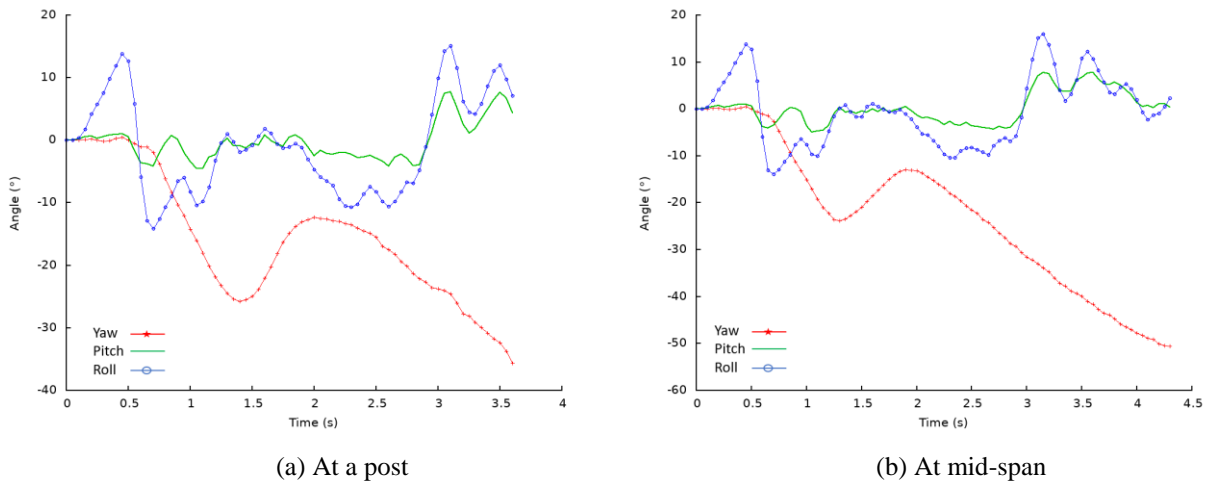 20
10
0
-10
-20
-30
-40
Angle (°)
Yaw
Pitch
Roll
0 0.5 1 1.5 2 2.5 3 3.5 4
Time (s)
(a) At a post
20
10
0
-10
-20
-30
-40
-50
-60
Angle (°)
Yaw
Pitch
Roll
0 0.5 1 1.5 2 2.5 3 3.5 4 4.5
Time (s)
(b) At mid-span